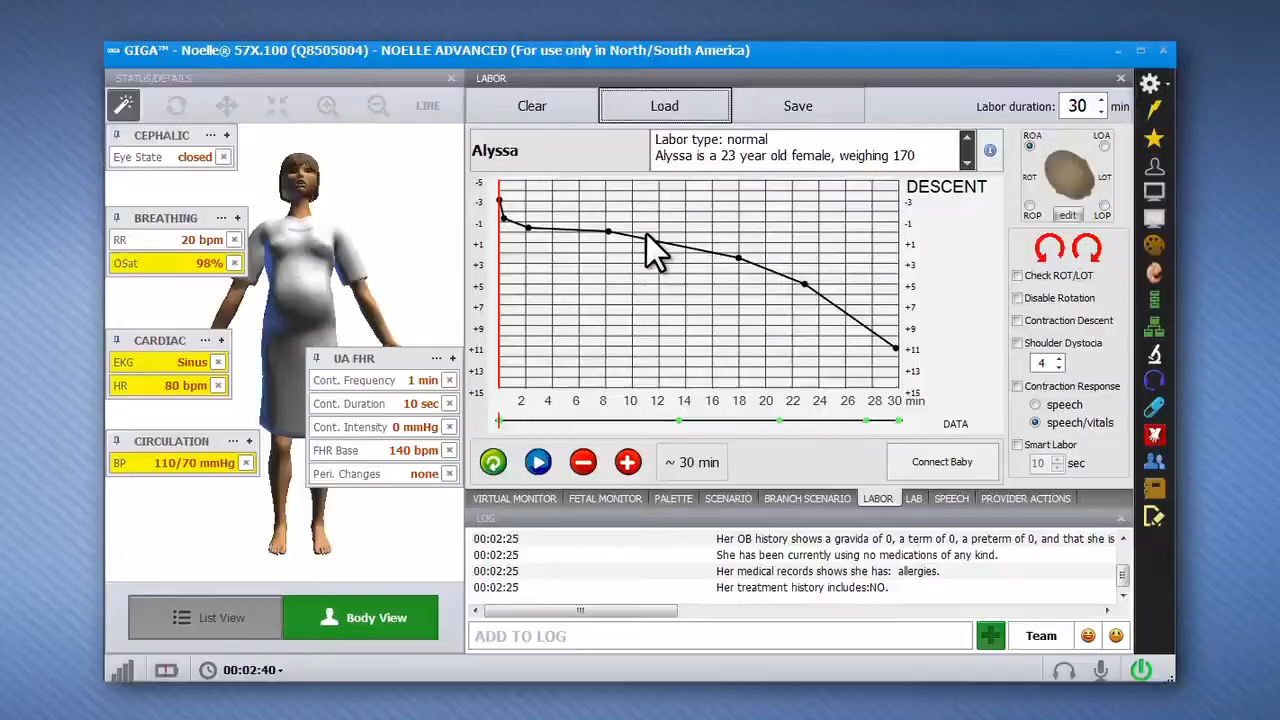 GIGA™ - Noelle® 57X.100 (Q8505004) - NOELLE ADVANCED (For use only in North/South America)
STATUS/DETAILS
LINE
CEPHALIC
Eye State closed
BREATHING
RR 20 bpm
OSat 98%
CARDIAC
EKG Sinus
HR 80 bpm
CIRCULATION
BP 110/70 mmHg
UA FHR
Cont. Frequency 1 min
Cont. Duration 10 sec
Cont. Intensity 0 mmHg
FHR Base 140 bpm
Peri. Changes none
List View
Body View
00:02:40
LABOR
Clear
Load
Save
Labor duration: 30 min
Alyssa
Labor type: normal
Alyssa is a 23 year old female, weighing 170
DESCENT
-5
-3 -3
-1 -1
+1 +1
+3 +3
+5 +5
+7 +7
+9 +9
+11 +11
+13 +13
+15 +15
2 4 6 8 10 12 14 16 18 20 22 24 26 28 30 min
DATA
~ 30 min
Connect Baby
ROA LOA
ROT LOT
ROP edit LOP
Check ROT/LOT
Disable Rotation
Contraction Descent
Shoulder Dystocia
4
Contraction Response
speech
speech/vitals
Smart Labor
10 sec
VIRTUAL MONITOR FETAL MONITOR PALETTE SCENARIO BRANCH SCENARIO LABOR LAB SPEECH PROVIDER ACTIONS
LOG
00:02:25 Her OB history shows a gravida of 0, a term of 0, a preterm of 0, and that she is
00:02:25 She has been currently using no medications of any kind.
00:02:25 Her medical records shows she has: allergies.
00:02:25 Her treatment history includes:NO.
ADD TO LOG
Team